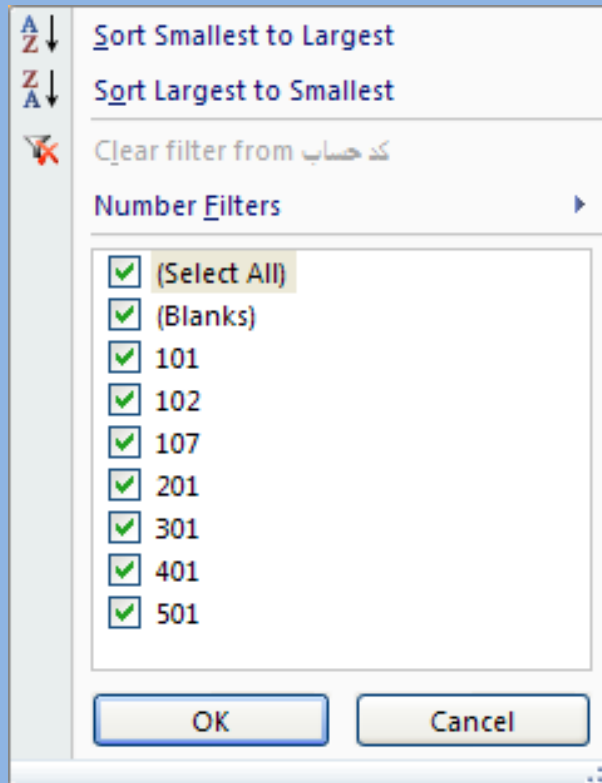 Sort Smallest to Largest
Sort Largest to Smallest
Clear filter from کد حساب
Number Filters
(Select All)
(Blanks)
101
102
107
201
301
401
501
OK
Cancel